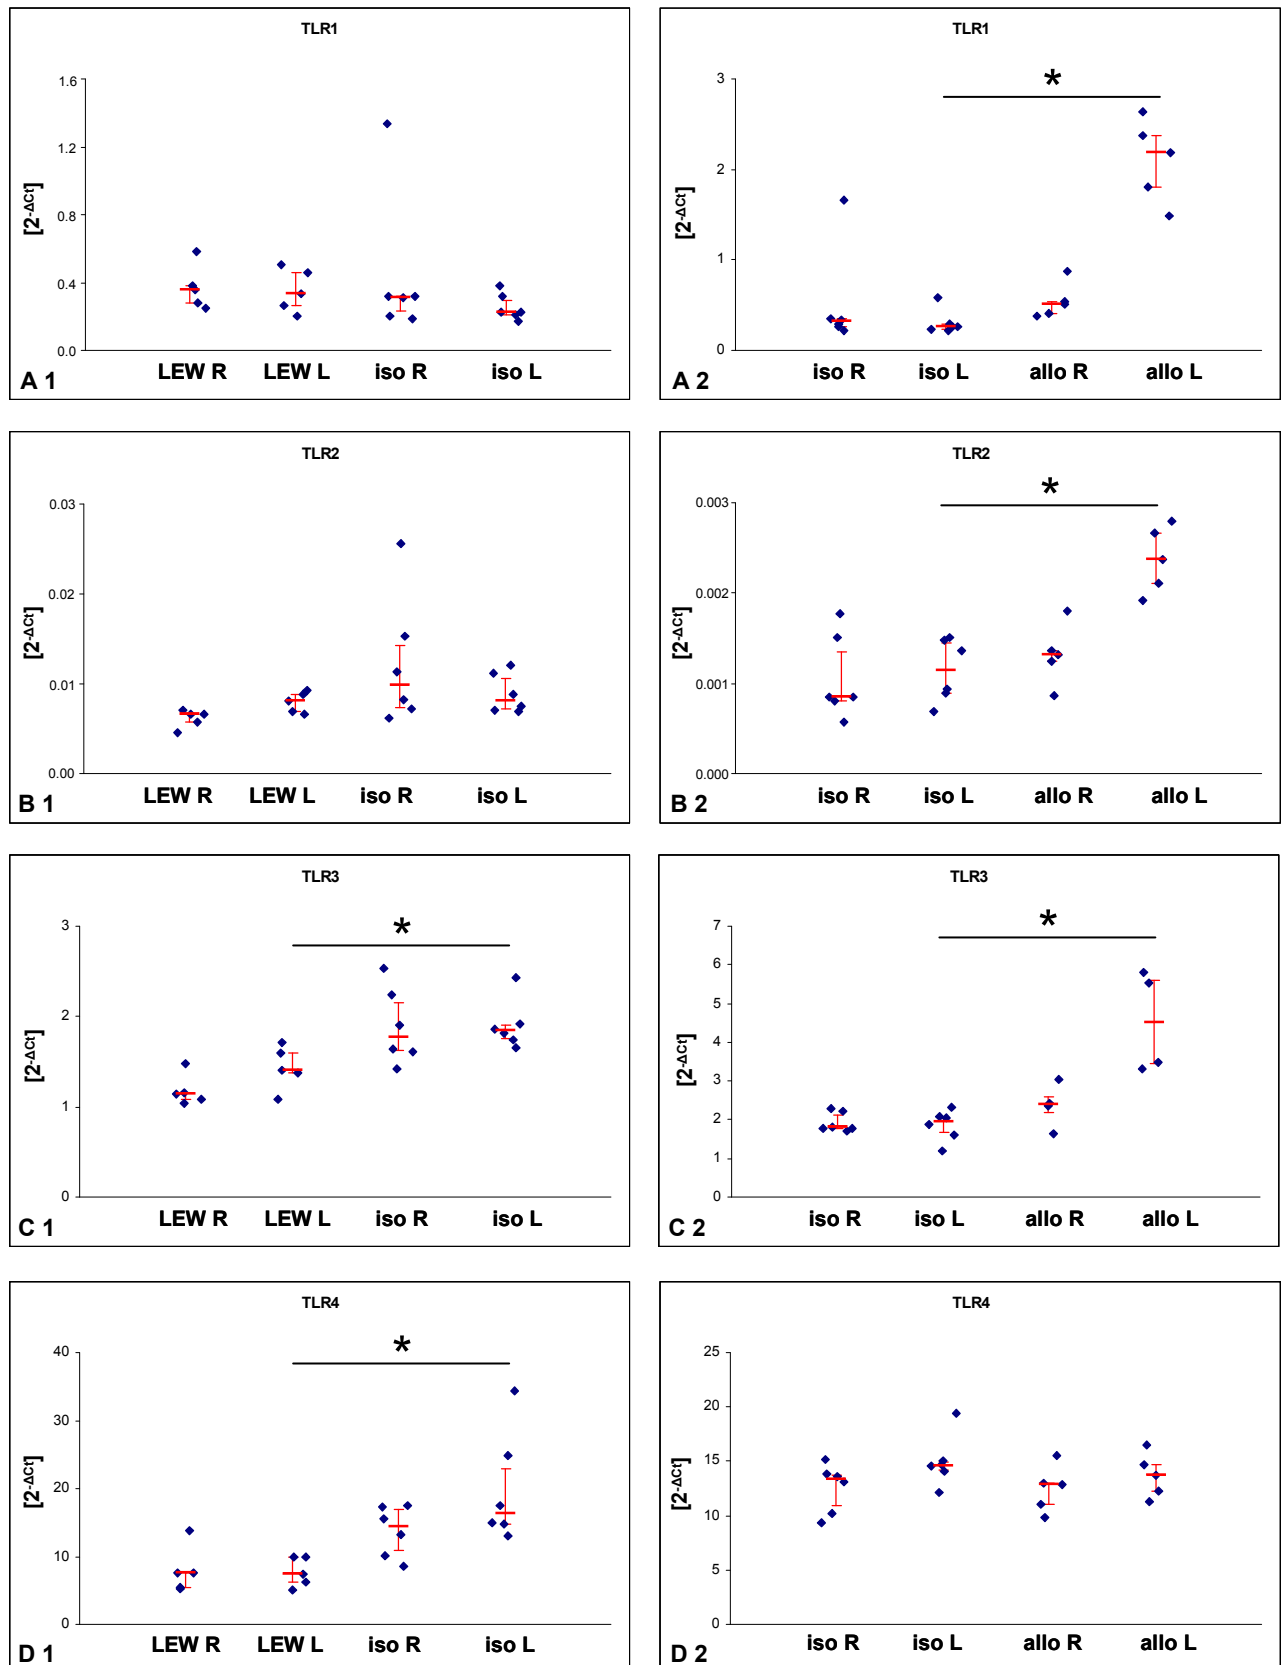 TLR1
*
[2-ΔCt]
1.6
1.2
0.8
0.4
0.0
LEW R LEW L iso R iso L
A 1
TLR1
*
[2-ΔCt]
3
2
1
0
iso R iso L allo R allo L
A 2
TLR2
[2-ΔCt]
0.03
0.02
0.01
0.00
LEW R LEW L iso R iso L
B 1
TLR2
*
[2-ΔCt]
0.003
0.002
0.001
0.000
iso R iso L allo R allo L
B 2
TLR3
*
[2-ΔCt]
3
2
1
0
LEW R LEW L iso R iso L
C 1
TLR3
*
[2-ΔCt]
7
6
5
4
3
2
1
0
iso R iso L allo R allo L
C 2
TLR4
*
[2-ΔCt]
40
30
20
10
0
LEW R LEW L iso R iso L
D 1
TLR4
[2-ΔCt]
25
20
15
10
5
0
iso R iso L allo R allo L
D 2